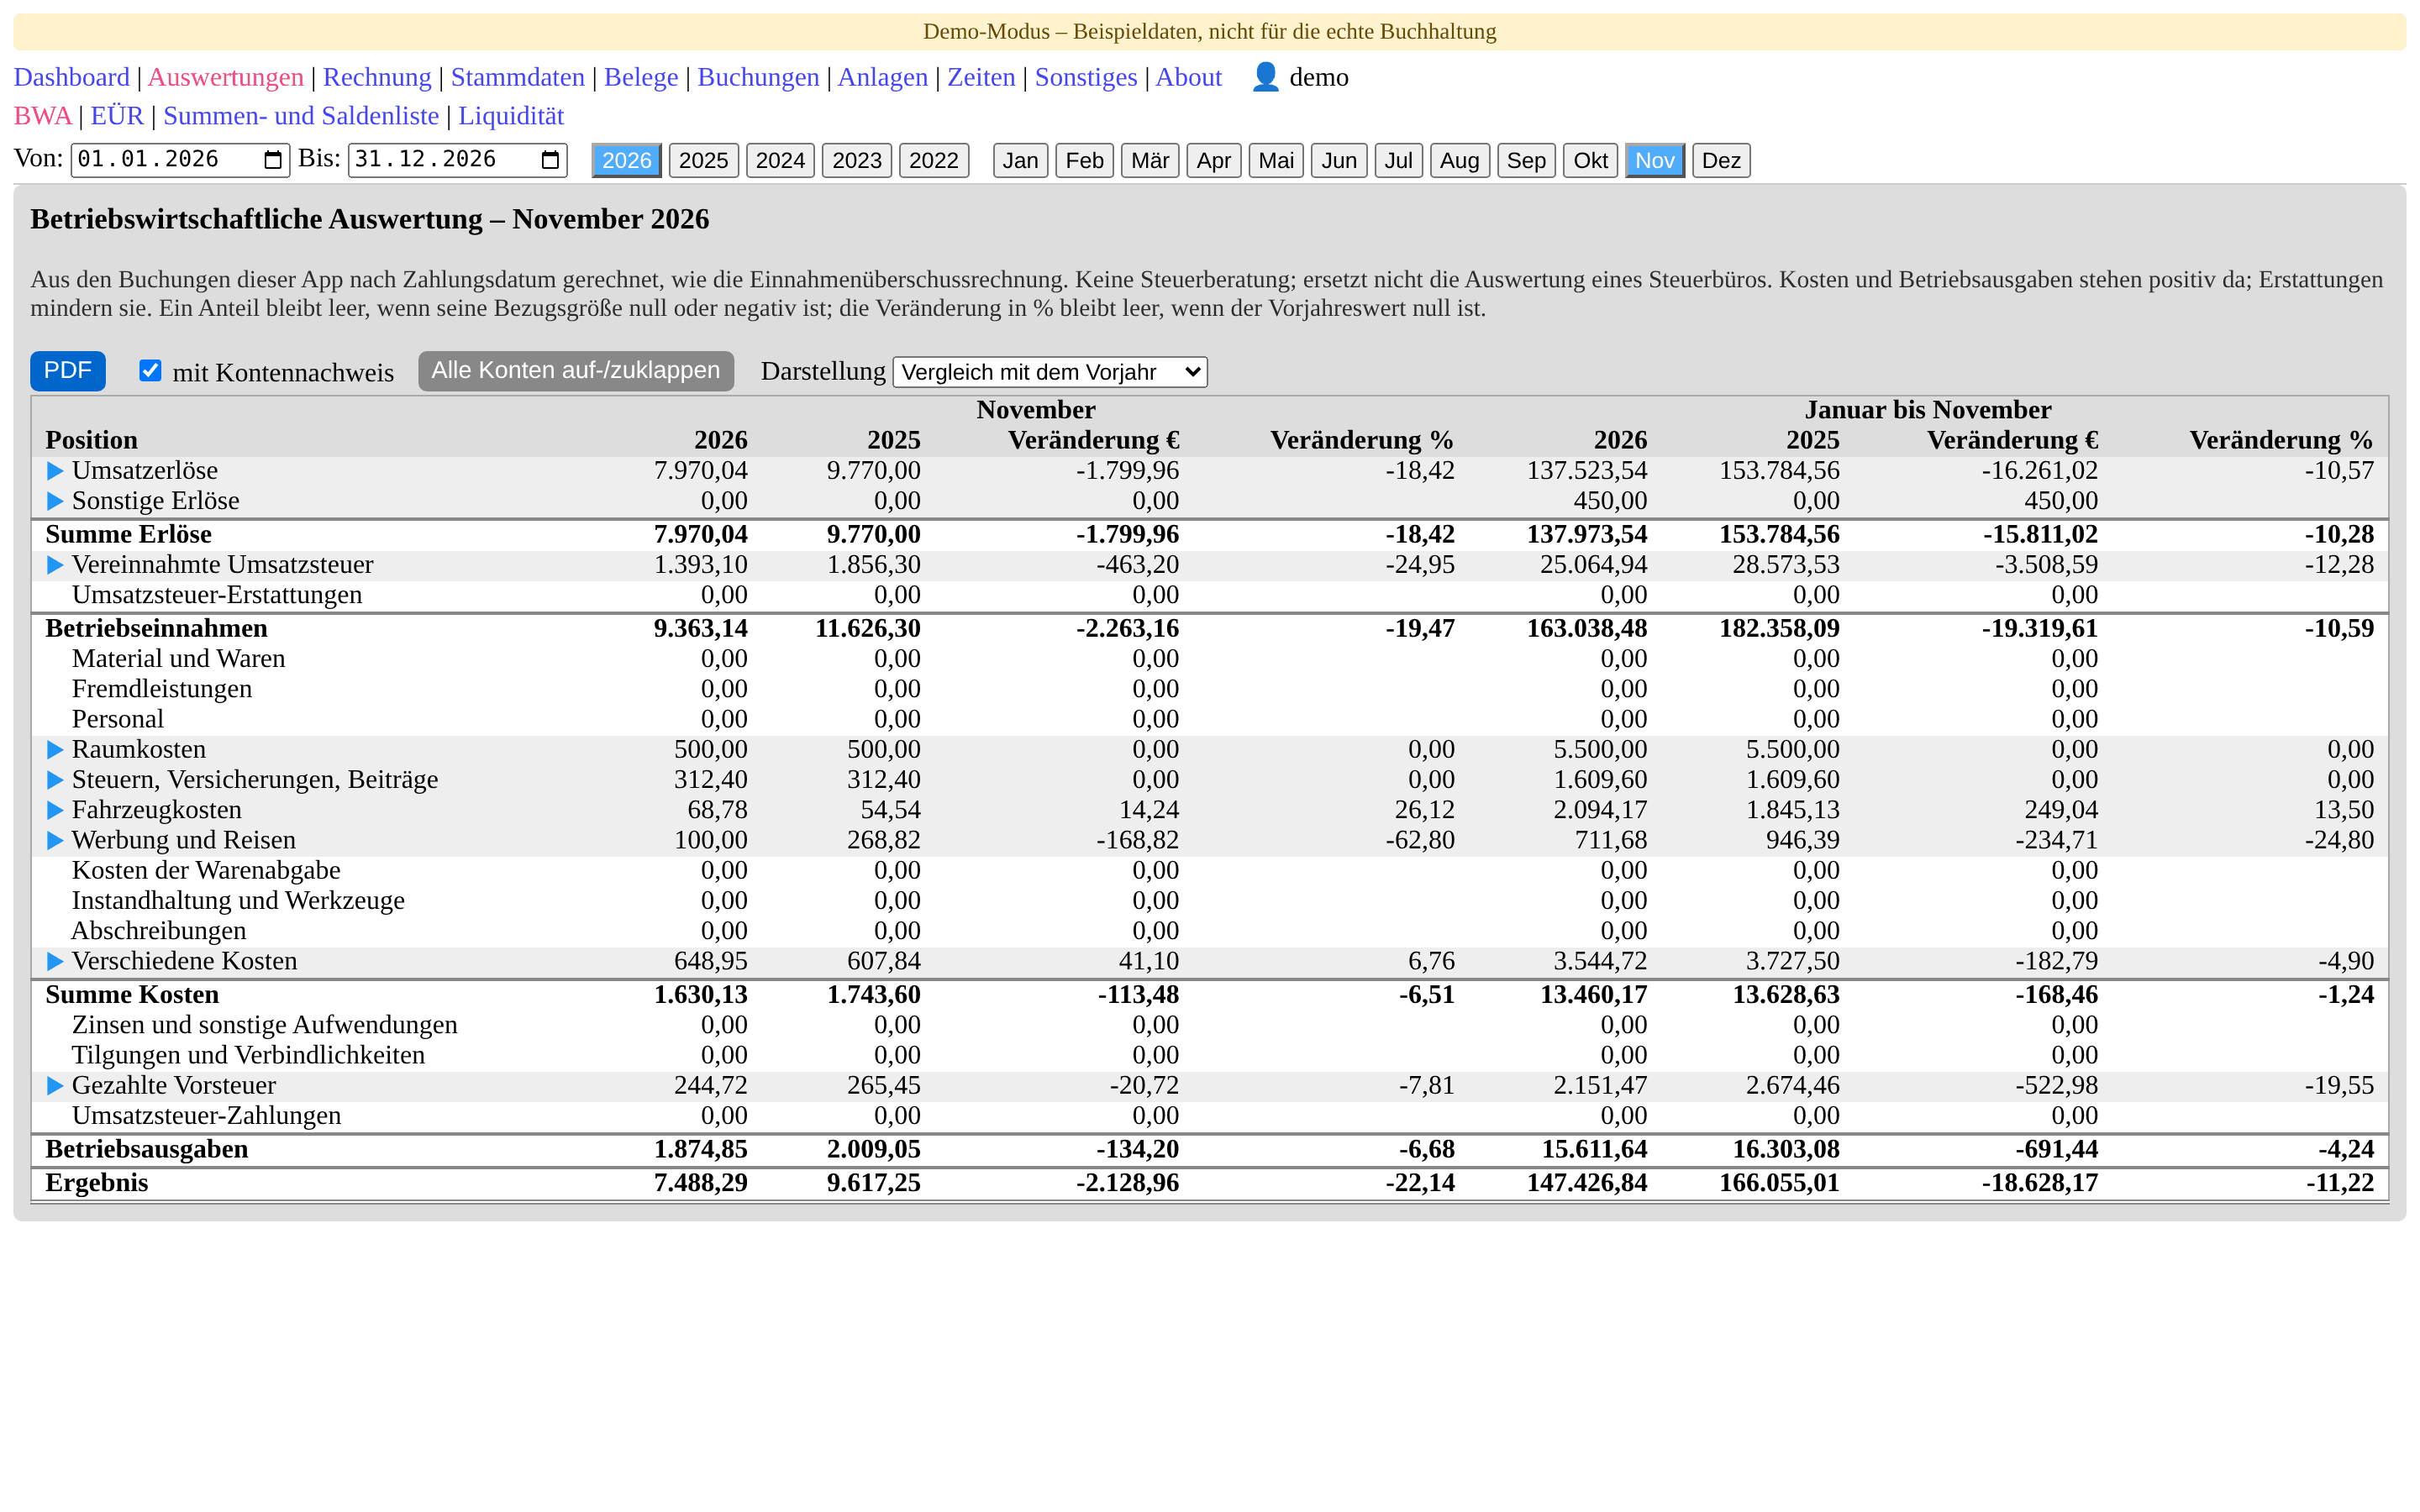 Demo-Modus – Beispieldaten, nicht für die echte Buchhaltung
Dashboard | Auswertungen | Rechnung | Stammdaten | Belege | Buchungen | Anlagen | Zeiten | Sonstiges | About 👤 demo
BWA | EÜR | Summen- und Saldenliste | Liquidität
Von: 01.01.2026 Bis: 31.12.2026 2026 2025 2024 2023 2022 Jan Feb Mär Apr Mai Jun Jul Aug Sep Okt Nov Dez
Betriebswirtschaftliche Auswertung – November 2026
Aus den Buchungen dieser App nach Zahlungsdatum gerechnet, wie die Einnahmenüberschussrechnung. Keine Steuerberatung; ersetzt nicht die Auswertung eines Steuerbüros. Kosten und Betriebsausgaben stehen positiv da; Erstattungen
mindern sie. Ein Anteil bleibt leer, wenn seine Bezugsgröße null oder negativ ist; die Veränderung in % bleibt leer, wenn der Vorjahreswert null ist.
PDF mit Kontennachweis Alle Konten auf-/zuklappen Darstellung Vergleich mit dem Vorjahr
November Januar bis November
Position 2026 2025 Veränderung € Veränderung % 2026 2025 Veränderung € Veränderung %
▶ Umsatzerlöse 7.970,04 9.770,00 -1.799,96 -18,42 137.523,54 153.784,56 -16.261,02 -10,57
▶ Sonstige Erlöse 0,00 0,00 0,00 450,00 0,00 450,00
Summe Erlöse 7.970,04 9.770,00 -1.799,96 -18,42 137.973,54 153.784,56 -15.811,02 -10,28
▶ Vereinnahmte Umsatzsteuer 1.393,10 1.856,30 -463,20 -24,95 25.064,94 28.573,53 -3.508,59 -12,28
Umsatzsteuer-Erstattungen 0,00 0,00 0,00 0,00 0,00 0,00
Betriebseinnahmen 9.363,14 11.626,30 -2.263,16 -19,47 163.038,48 182.358,09 -19.319,61 -10,59
Material und Waren 0,00 0,00 0,00 0,00 0,00 0,00
Fremdleistungen 0,00 0,00 0,00 0,00 0,00 0,00
Personal 0,00 0,00 0,00 0,00 0,00 0,00
▶ Raumkosten 500,00 500,00 0,00 0,00 5.500,00 5.500,00 0,00 0,00
▶ Steuern, Versicherungen, Beiträge 312,40 312,40 0,00 0,00 1.609,60 1.609,60 0,00 0,00
▶ Fahrzeugkosten 68,78 54,54 14,24 26,12 2.094,17 1.845,13 249,04 13,50
▶ Werbung und Reisen 100,00 268,82 -168,82 -62,80 711,68 946,39 -234,71 -24,80
Kosten der Warenabgabe 0,00 0,00 0,00 0,00 0,00 0,00
Instandhaltung und Werkzeuge 0,00 0,00 0,00 0,00 0,00 0,00
Abschreibungen 0,00 0,00 0,00 0,00 0,00 0,00
▶ Verschiedene Kosten 648,95 607,84 41,10 6,76 3.544,72 3.727,50 -182,79 -4,90
Summe Kosten 1.630,13 1.743,60 -113,48 -6,51 13.460,17 13.628,63 -168,46 -1,24
Zinsen und sonstige Aufwendungen 0,00 0,00 0,00 0,00 0,00 0,00
Tilgungen und Verbindlichkeiten 0,00 0,00 0,00 0,00 0,00 0,00
▶ Gezahlte Vorsteuer 244,72 265,45 -20,72 -7,81 2.151,47 2.674,46 -522,98 -19,55
Umsatzsteuer-Zahlungen 0,00 0,00 0,00 0,00 0,00 0,00
Betriebsausgaben 1.874,85 2.009,05 -134,20 -6,68 15.611,64 16.303,08 -691,44 -4,24
Ergebnis 7.488,29 9.617,25 -2.128,96 -22,14 147.426,84 166.055,01 -18.628,17 -11,22